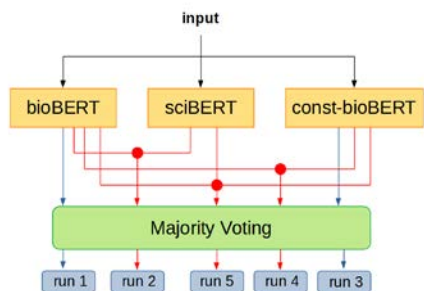 input
bioBERT sciBERT const-bioBERT
Majority Voting
run 1 run 2 run 5 run 4 run 3